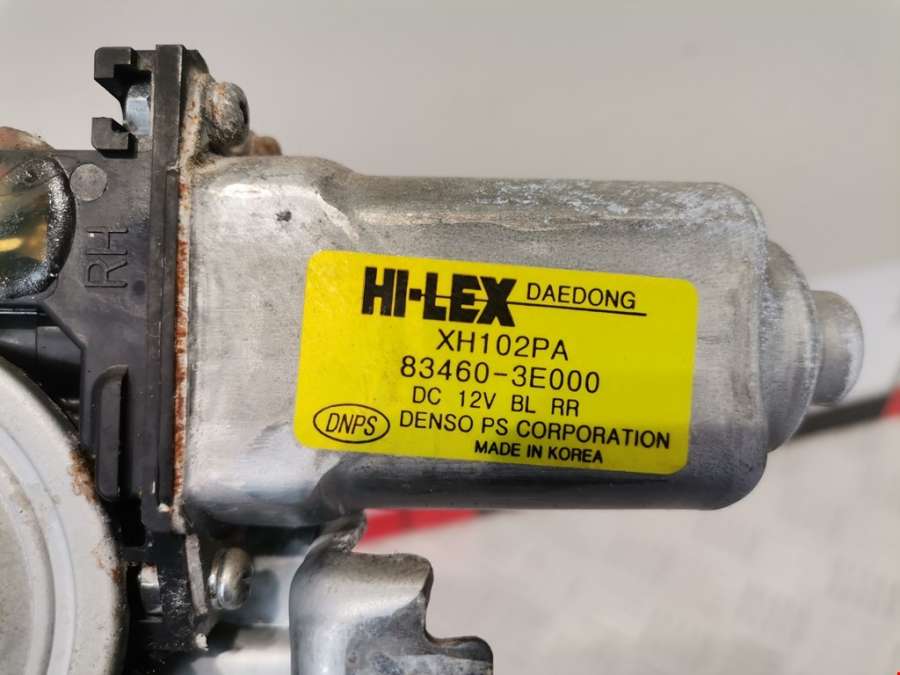 RH
HI-LEX DAEDONG
XH102PA
83460-3E000
DC 12V BL RR
DNPS DENSO PS CORPORATION
MADE IN KOREA